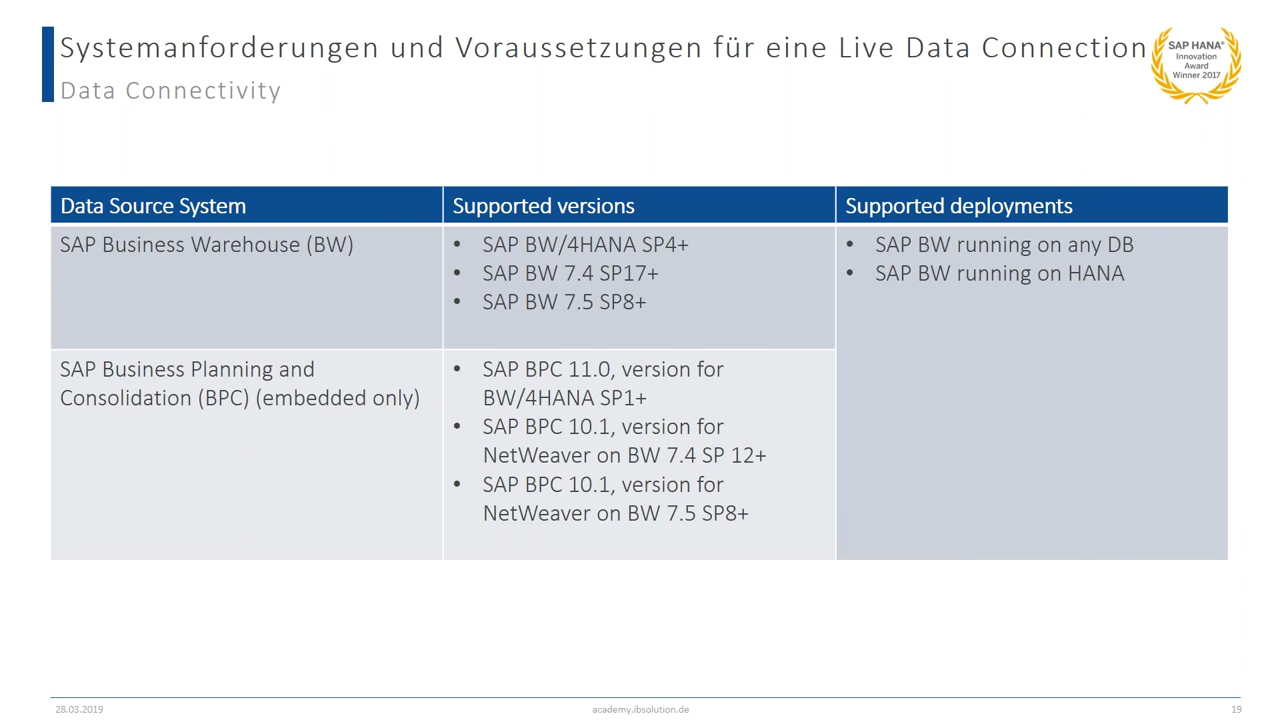 Systemanforderungen und Voraussetzungen für eine Live Data Connection
Data Connectivity
SAP HANA®
Innovation
Award
Winner 2017
Data Source System
Supported versions
Supported deployments
SAP Business Warehouse (BW)
• SAP BW/4HANA SP4+
• SAP BW 7.4 SP17+
• SAP BW 7.5 SP8+
• SAP BW running on any DB
• SAP BW running on HANA
SAP Business Planning and
Consolidation (BPC) (embedded only)
• SAP BPC 11.0, version for
BW/4HANA SP1+
• SAP BPC 10.1, version for
NetWeaver on BW 7.4 SP 12+
• SAP BPC 10.1, version for
NetWeaver on BW 7.5 SP8+
28.03.2019
academy.ibsolution.de
19